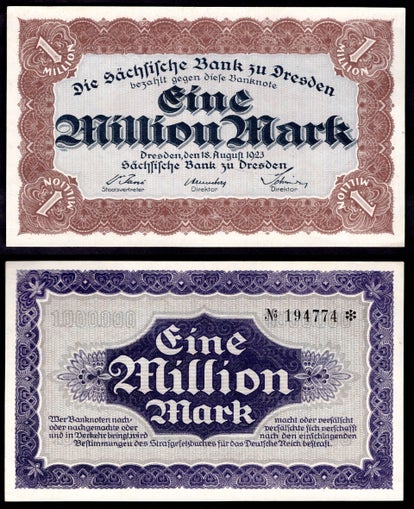 1
MILLION
1
MILLION
Die Sächsische Bank zu Dresden
bezahlt gegen diese Banknote
Eine
Million Mark
Dresden, den 18. August 1923
Sächsische Bank zu Dresden
Staatsvertreter Direktor Direktor
1
MILLION
1
MILLION
1000000
№ 194774 *
Eine
Million
Mark
Wer Banknoten nach- macht oder verfälscht
oder nachgemachte oder verfälschte sich verschafft
und in Verkehr bringt, wird nach den einschlägigen
Bestimmungen des Strafgesetzbuches für das Deutsche Reich bestraft.